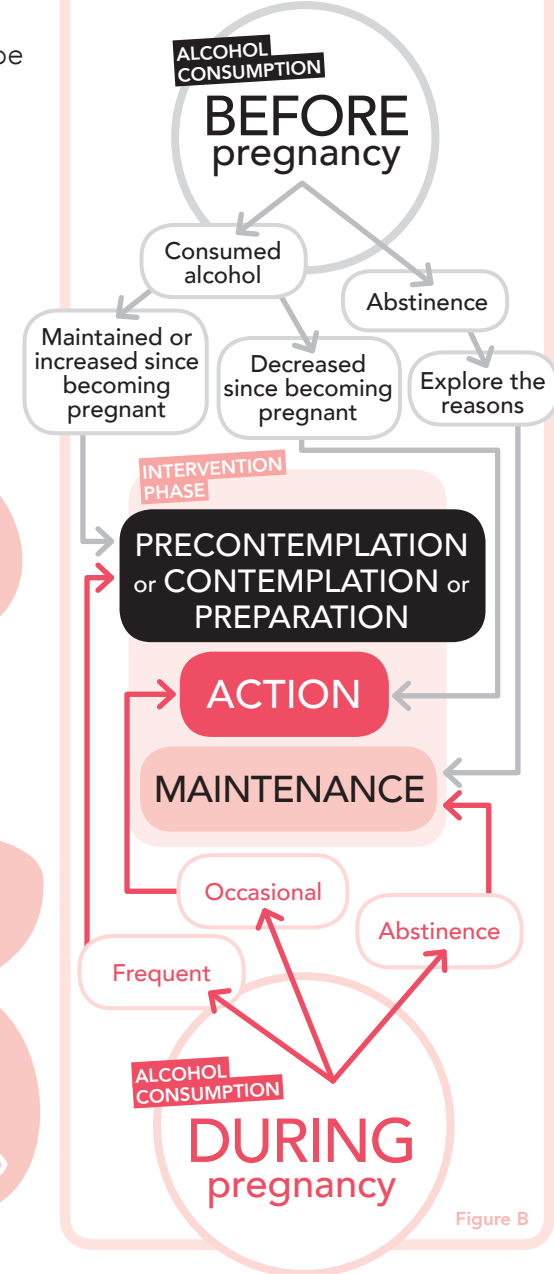 be
ALCOHOL
CONSUMPTION
BEFORE
pregnancy
Consumed
alcohol
Abstinence
Maintained or
increased since
becoming
pregnant
Decreased
since becoming
pregnant
Explore the
reasons
INTERVENTION
PHASE
PRECONTEMPLATION
or CONTEMPLATION or
PREPARATION
ACTION
MAINTENANCE
Occasional
Abstinence
Frequent
ALCOHOL
CONSUMPTION
DURING
pregnancy
Figure B